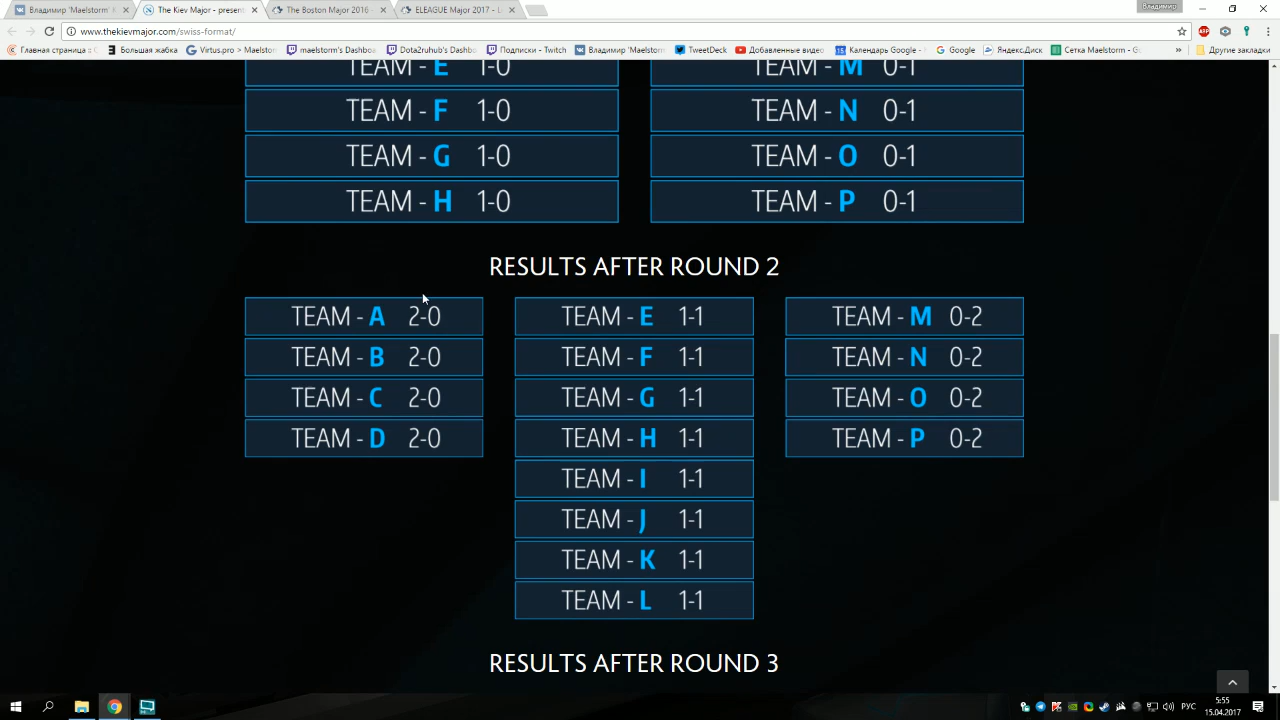 Владимир 'Maelstorm' К
The Kiev Major - present
The Boston Major 2016 -
ELEAGUE Major 2017 - L
Владимир
www.thekievmajor.com/swiss-format/
Главная страница :: С
Большая жабка
Virtus.pro > Maelstorm
maelstorm's Dashboa
Dota2ruhub's Dashbo
Подписки - Twitch
Владимир 'Maelstorm
TweetDeck
Добавленные видео
Календарь Google -
Google
Яндекс.Диск
Сетка Maelstorm - Go
»
Другие закладки
TEAM - E 1-0
TEAM - M 0-1
TEAM - F 1-0
TEAM - N 0-1
TEAM - G 1-0
TEAM - O 0-1
TEAM - H 1-0
TEAM - P 0-1
RESULTS AFTER ROUND 2
TEAM - A 2-0
TEAM - E 1-1
TEAM - M 0-2
TEAM - B 2-0
TEAM - F 1-1
TEAM - N 0-2
TEAM - C 2-0
TEAM - G 1-1
TEAM - O 0-2
TEAM - D 2-0
TEAM - H 1-1
TEAM - P 0-2
TEAM - I 1-1
TEAM - J 1-1
TEAM - K 1-1
TEAM - L 1-1
RESULTS AFTER ROUND 3
РУС
5:55
15.04.2017